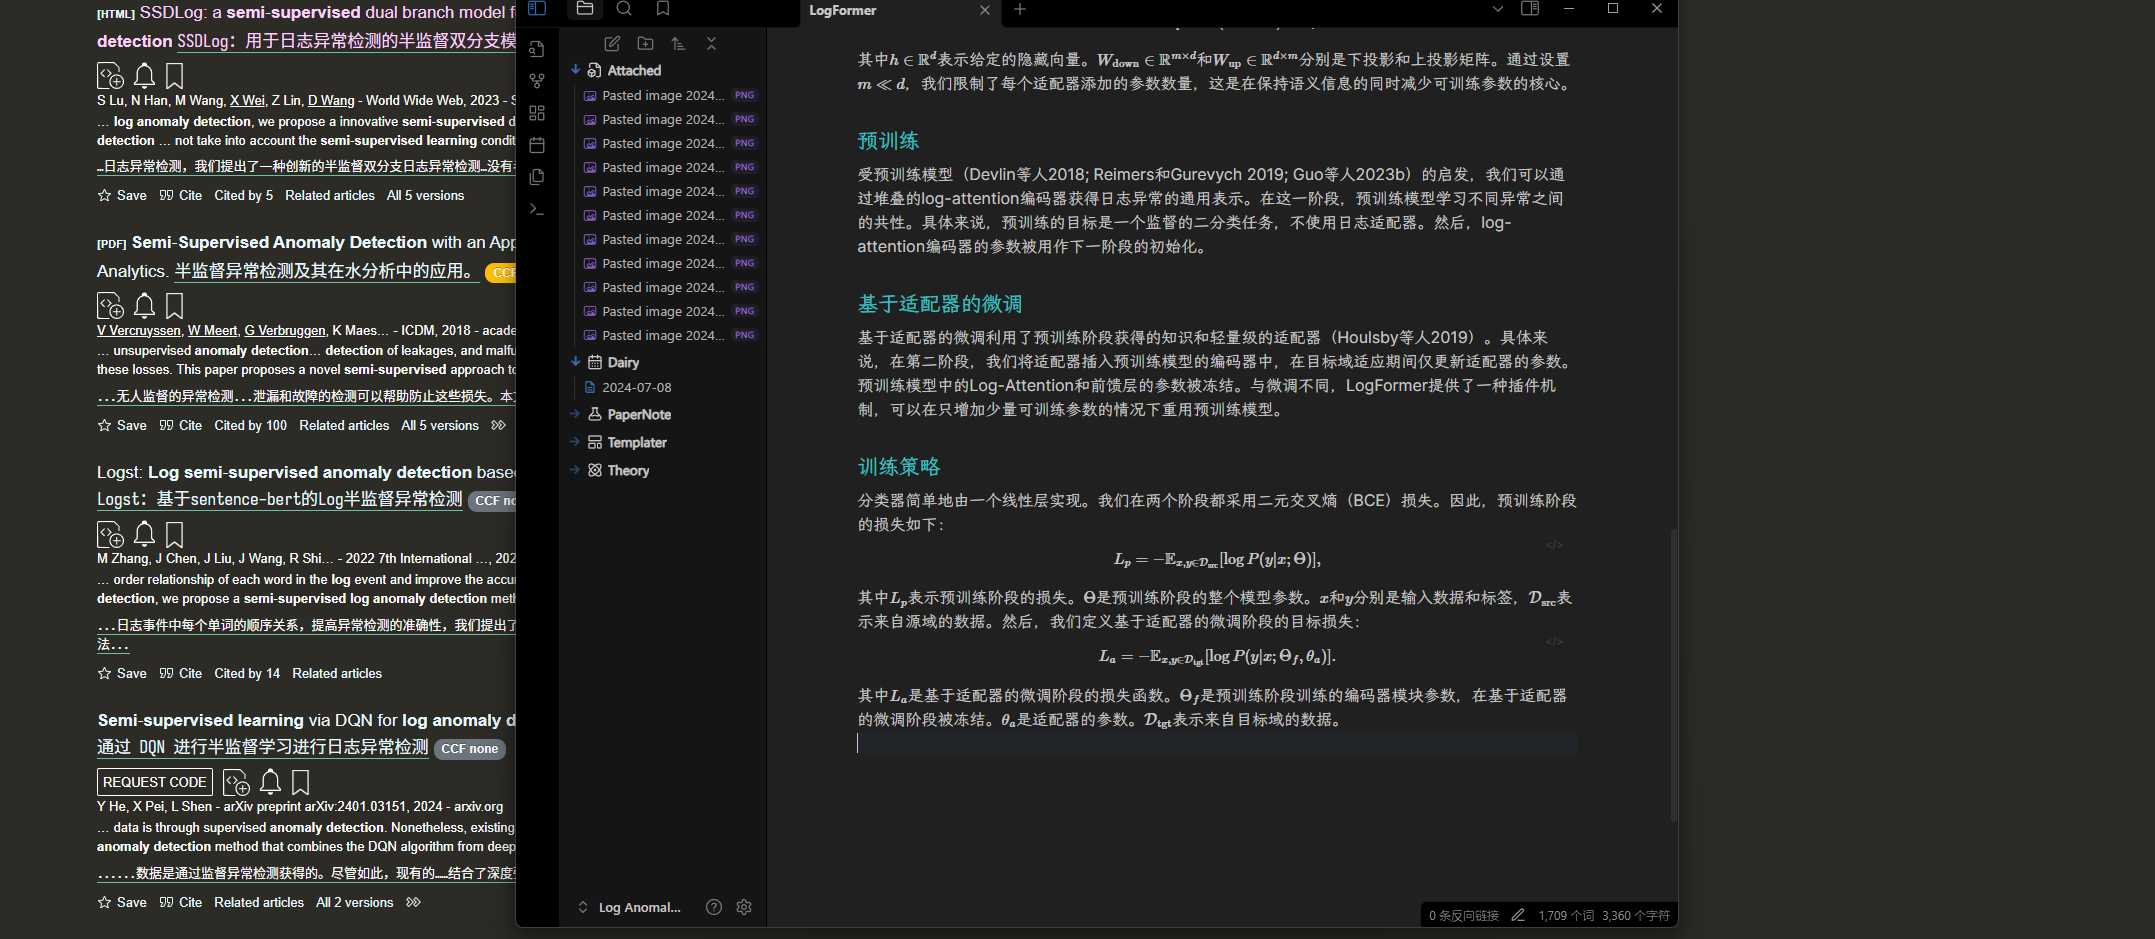 [HTML] SSDLog: a semi-supervised dual branch model f
detection SSDLog：用于日志异常检测的半监督双分支模
S Lu, N Han, M Wang, X Wei, Z Lin, D Wang - World Wide Web, 2023 - S
… log anomaly detection, we propose a innovative semi-supervised d
detection … not take into account the semi-supervised learning condit
…日志异常检测，我们提出了一种创新的半监督双分支日志异常检测…没有
Save Cite Cited by 5 Related articles All 5 versions
[PDF] Semi-Supervised Anomaly Detection with an App
Analytics. 半监督异常检测及其在水分析中的应用。 CCF
V Vercruyssen, W Meert, G Verbruggen, K Maes… - ICDM, 2018 - acade
… unsupervised anomaly detection… detection of leakages, and malfu
these losses. This paper proposes a novel semi-supervised approach to
...无人监督的异常检测...泄漏和故障的检测可以帮助防止这些损失。本
Save Cite Cited by 100 Related articles All 5 versions
Logst: Log semi-supervised anomaly detection base
Logst：基于sentence-bert的Log半监督异常检测 CCF no
M Zhang, J Chen, J Liu, J Wang, R Shi… - 2022 7th International …, 202
… order relationship of each word in the log event and improve the accu
detection, we propose a semi-supervised log anomaly detection meth
...日志事件中每个单词的顺序关系，提高异常检测的准确性，我们提出了
法...
Save Cite Cited by 14 Related articles
Semi-supervised learning via DQN for log anomaly d
通过 DQN 进行半监督学习进行日志异常检测 CCF none
REQUEST CODE
Y He, X Pei, L Shen - arXiv preprint arXiv:2401.03151, 2024 - arxiv.org
… data is through supervised anomaly detection. Nonetheless, existing
anomaly detection method that combines the DQN algorithm from deep
......数据是通过监督异常检测获得的。尽管如此，现有的……结合了深度
Save Cite Related articles All 2 versions
LogFormer
Attached
Pasted image 2024... PNG
Pasted image 2024... PNG
Pasted image 2024... PNG
Pasted image 2024... PNG
Pasted image 2024... PNG
Pasted image 2024... PNG
Pasted image 2024... PNG
Pasted image 2024... PNG
Pasted image 2024... PNG
Pasted image 2024... PNG
Pasted image 2024... PNG
Dairy
2024-07-08
PaperNote
Templater
Theory
Log Anomal...
其中h ∈ ℝ^d表示给定的隐藏向量。W_down ∈ ℝ^{m×d}和W_up ∈ ℝ^{d×m}分别是下投影和上投影矩阵。通过设置
m ≪ d，我们限制了每个适配器添加的参数数量，这是在保持语义信息的同时减少可训练参数的核心。
预训练
受预训练模型（Devlin等人2018; Reimers和Gurevych 2019; Guo等人2023b）的启发，我们可以通
过堆叠的log-attention编码器获得日志异常的通用表示。在这一阶段，预训练模型学习不同异常之间
的共性。具体来说，预训练的目标是一个监督的二分类任务，不使用日志适配器。然后，log-
attention编码器的参数被用作下一阶段的初始化。
基于适配器的微调
基于适配器的微调利用了预训练阶段获得的知识和轻量级的适配器（Houlsby等人2019）。具体来
说，在第二阶段，我们将适配器插入预训练模型的编码器中，在目标域适应期间仅更新适配器的参数。
预训练模型中的Log-Attention和前馈层的参数被冻结。与微调不同，LogFormer提供了一种插件机
制，可以在只增加少量可训练参数的情况下重用预训练模型。
训练策略
分类器简单地由一个线性层实现。我们在两个阶段都采用二元交叉熵（BCE）损失。因此，预训练阶段
的损失如下：
L_p = −𝔼_{x,y∈𝒟_src}[log P(y|x; Θ)],
其中L_p表示预训练阶段的损失。Θ是预训练阶段的整个模型参数。x和y分别是输入数据和标签，𝒟_src表
示来自源域的数据。然后，我们定义基于适配器的微调阶段的目标损失：
L_a = −𝔼_{x,y∈𝒟_tgt}[log P(y|x; Θ_f, θ_a)].
其中L_a是基于适配器的微调阶段的损失函数。Θ_f是预训练阶段训练的编码器模块参数，在基于适配器
的微调阶段被冻结。θ_a是适配器的参数。𝒟_tgt表示来自目标域的数据。
0 条反向链接 1,709 个词 3,360 个字符